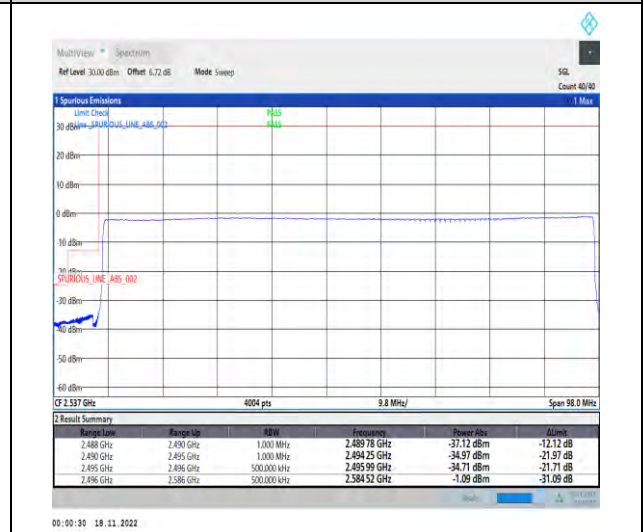 MultiView Spectrum
Ref Level 30.00 dBm Offset 6.72 dB Mode Sweep SGL
Count 40/40
1 Spurious Emissions 1 Max
Limit Check PASS
30 dBm Line _SPURIOUS_LINE_ABS_002 PASS
20 dBm
10 dBm
0 dBm
-10 dBm
-20 dBm
_SPURIOUS_LINE_ABS_002
-30 dBm
-40 dBm
-50 dBm
-60 dBm
CF 2.537 GHz 4004 pts 9.8 MHz/ Span 98.0 MHz
2 Result Summary
Range Low Range Up RBW Frequency Power Abs ΔLimit
2.488 GHz 2.490 GHz 1.000 MHz 2.489 78 GHz -37.12 dBm -12.12 dB
2.490 GHz 2.495 GHz 1.000 MHz 2.494 25 GHz -34.97 dBm -21.97 dB
2.495 GHz 2.496 GHz 500.000 kHz 2.495 99 GHz -34.71 dBm -21.71 dB
2.496 GHz 2.586 GHz 500.000 kHz 2.584 52 GHz -1.09 dBm -31.09 dB
Ready
00:00:30 18.11.2022